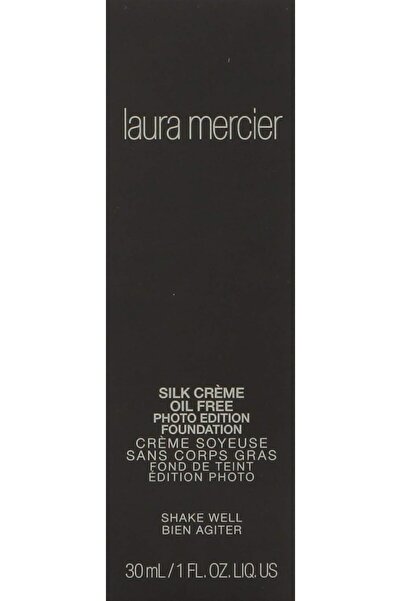 laura mercier
SILK CRÈME
OIL FREE
PHOTO EDITION
FOUNDATION
CRÈME SOYEUSE
SANS CORPS GRAS
FOND DE TEINT
ÉDITION PHOTO
SHAKE WELL
BIEN AGITER
30 mL / 1 FL. OZ. LIQ. US